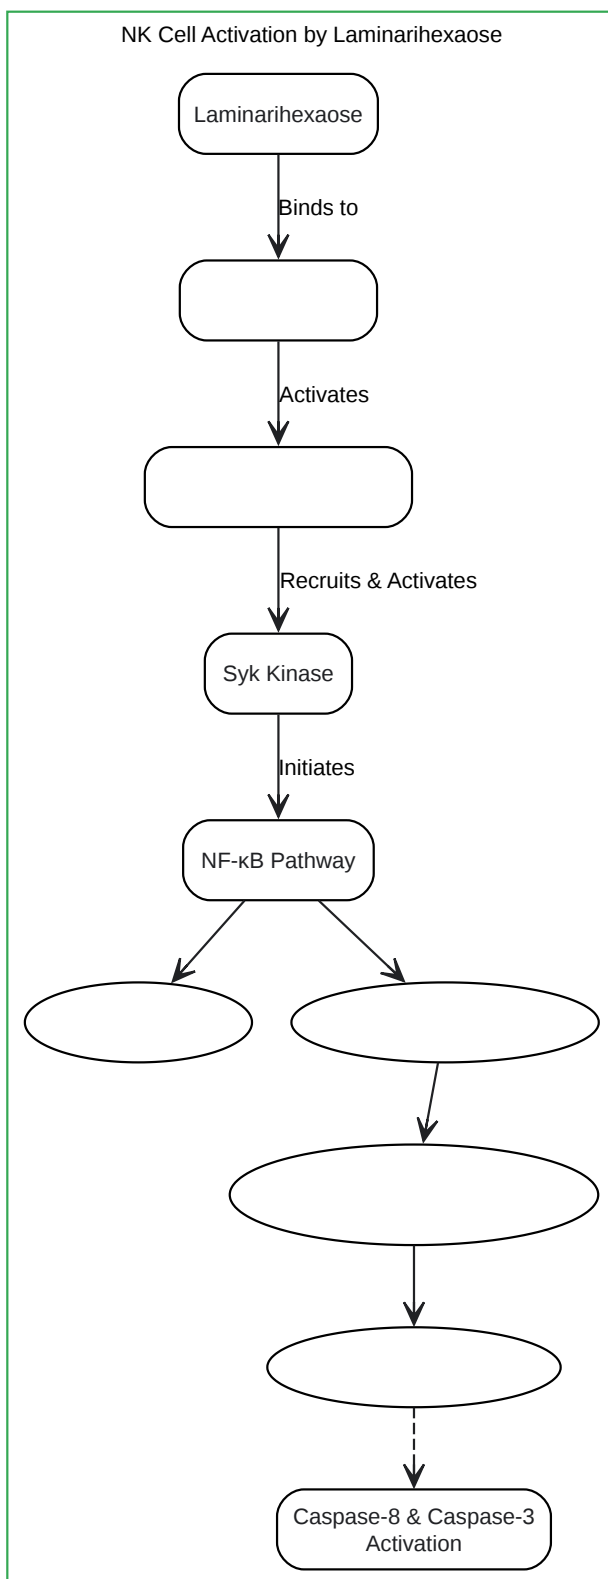 NK Cell Activation by Laminarihexaose
Laminarihexaose
Binds to
Activates
Recruits & Activates
Syk Kinase
Initiates
NF-κB Pathway
Caspase-8 & Caspase-3
Activation